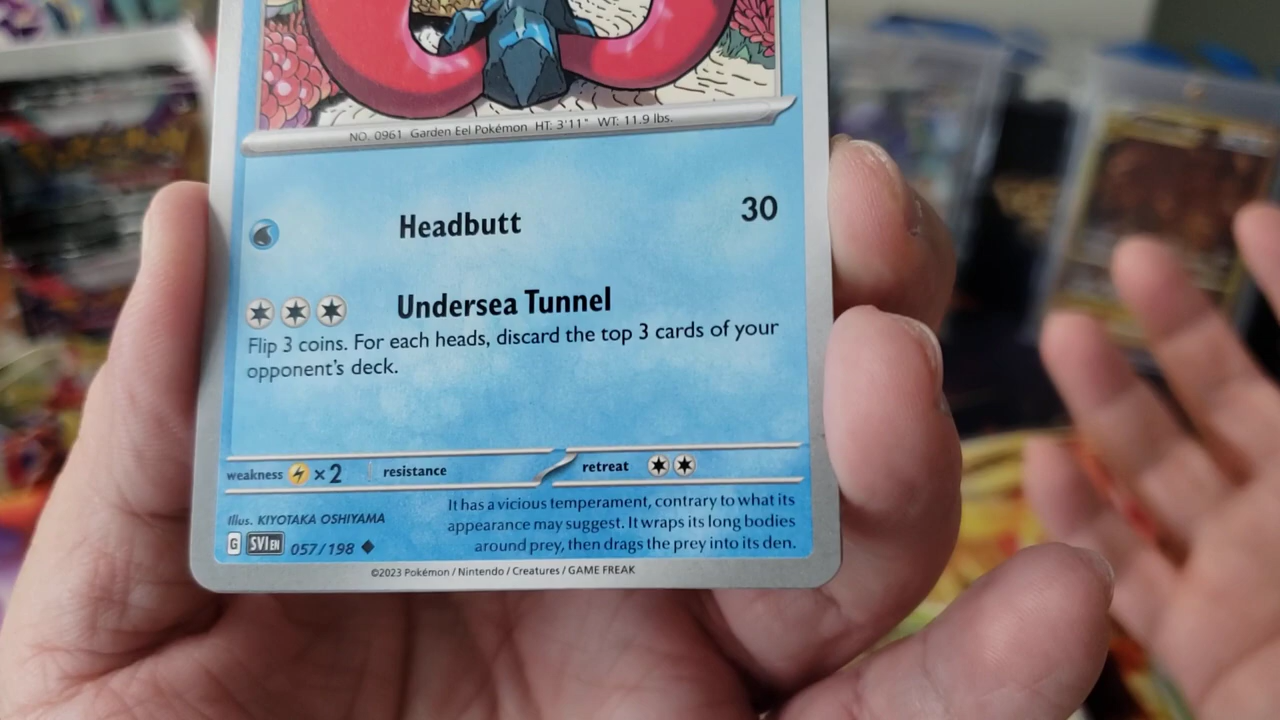 NO. 0961 Garden Eel Pokémon HT: 3'11" WT: 11.9 lbs.
Headbutt 30
Undersea Tunnel
Flip 3 coins. For each heads, discard the top 3 cards of your
opponent's deck.
weakness ×2 resistance retreat
It has a vicious temperament, contrary to what its
appearance may suggest. It wraps its long bodies
around prey, then drags the prey into its den.
Illus. KIYOTAKA OSHIYAMA
G SVI EN 057/198
©2023 Pokémon / Nintendo / Creatures / GAME FREAK